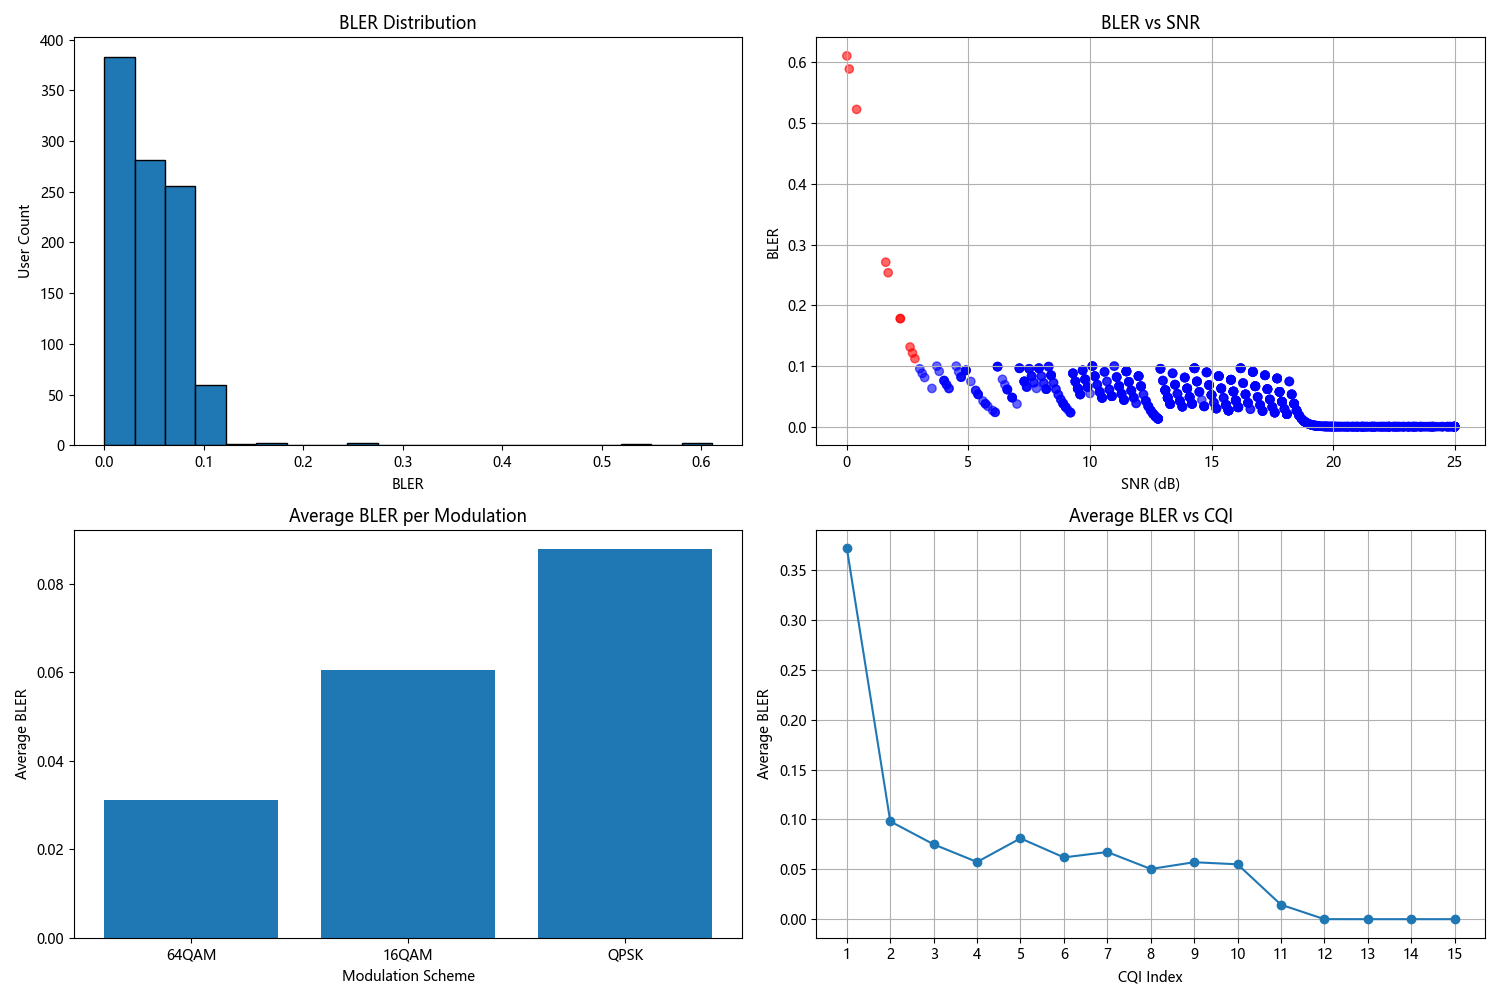 BLER Distribution
User Count
400
350
300
250
200
150
100
50
0
0.0 0.1 0.2 0.3 0.4 0.5 0.6
BLER
BLER vs SNR
BLER
0.6
0.5
0.4
0.3
0.2
0.1
0.0
0 5 10 15 20 25
SNR (dB)
Average BLER per Modulation
Average BLER
0.08
0.06
0.04
0.02
0.00
64QAM 16QAM QPSK
Modulation Scheme
Average BLER vs CQI
Average BLER
0.35
0.30
0.25
0.20
0.15
0.10
0.05
0.00
1 2 3 4 5 6 7 8 9 10 11 12 13 14 15
CQI Index